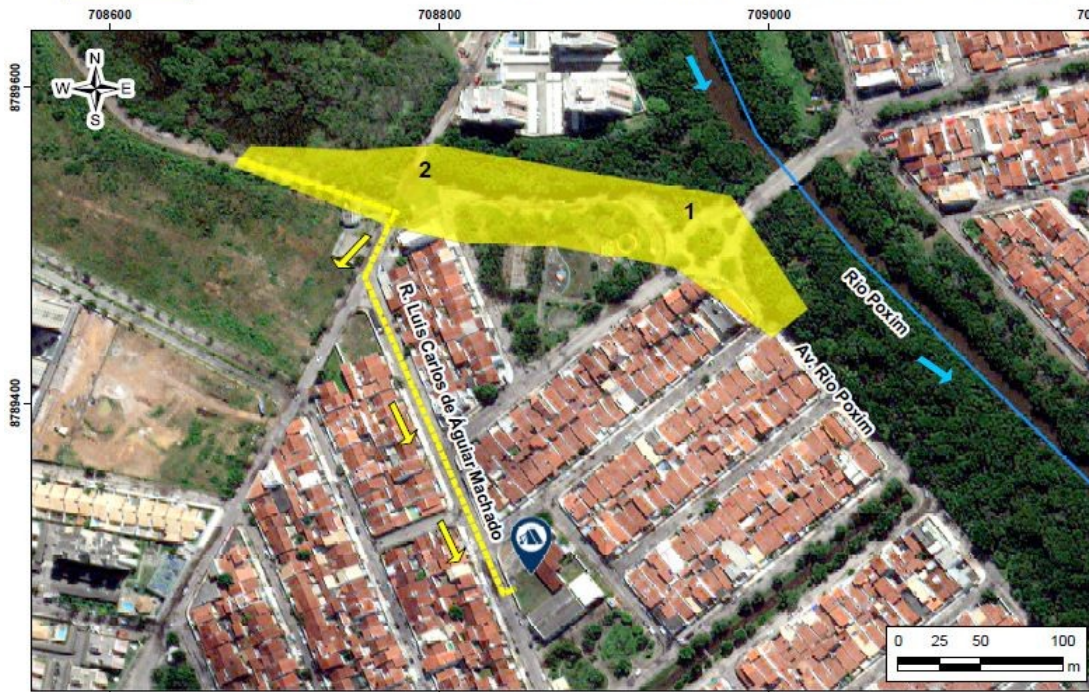 708600
708800
709000
70
8789600
8789400
N
W
E
S
2
1
R. Luis Carlos de Aguiar Machado
Rio Poxim
Av. Rio Poxim
0 25 50 100
m